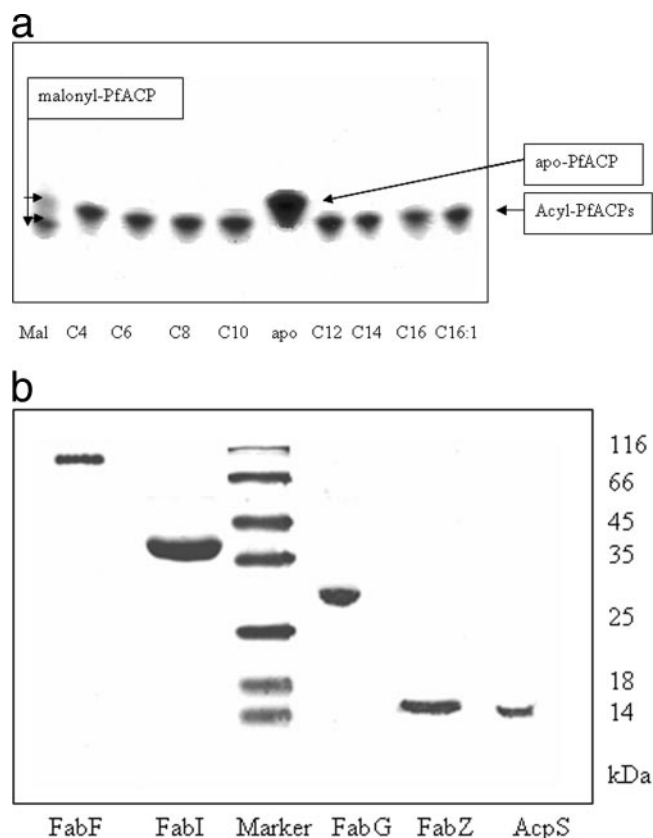 a
malonyl-PfACP
apo-PfACP
Acyl-PfACPs
Mal C4 C6 C8 C10 apo C12 C14 C16 C16:1
b
116
66
45
35
25
18
14
kDa
FabF FabI Marker FabG FabZ AcpS